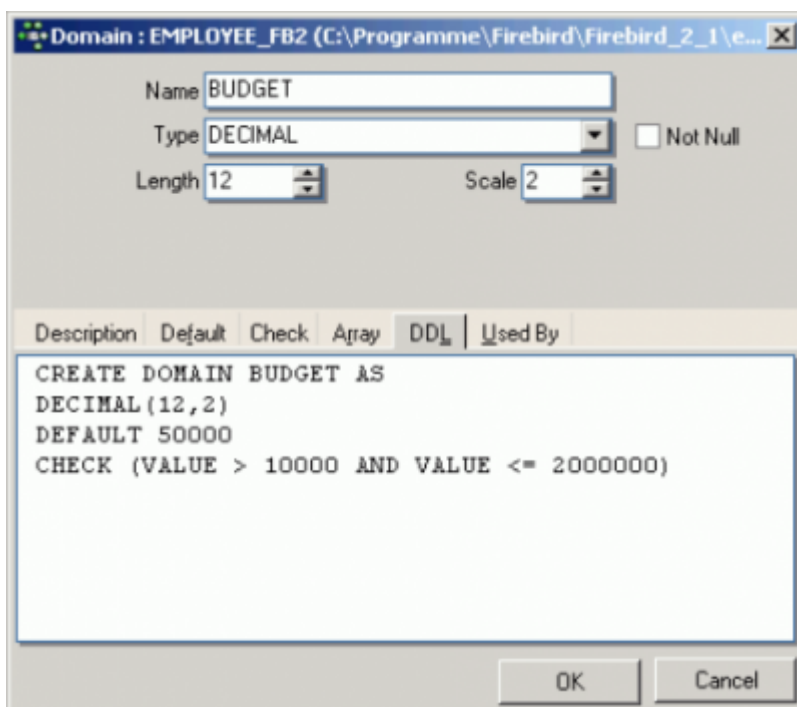 Domain : EMPLOYEE_FB2 (C:\Programme\Firebird\Firebird_2_1\e...
Name BUDGET
Type DECIMAL Not Null
Length 12 Scale 2
Description Default Check Array DDL Used By
CREATE DOMAIN BUDGET AS
DECIMAL(12,2)
DEFAULT 50000
CHECK (VALUE > 10000 AND VALUE <= 2000000)
OK Cancel